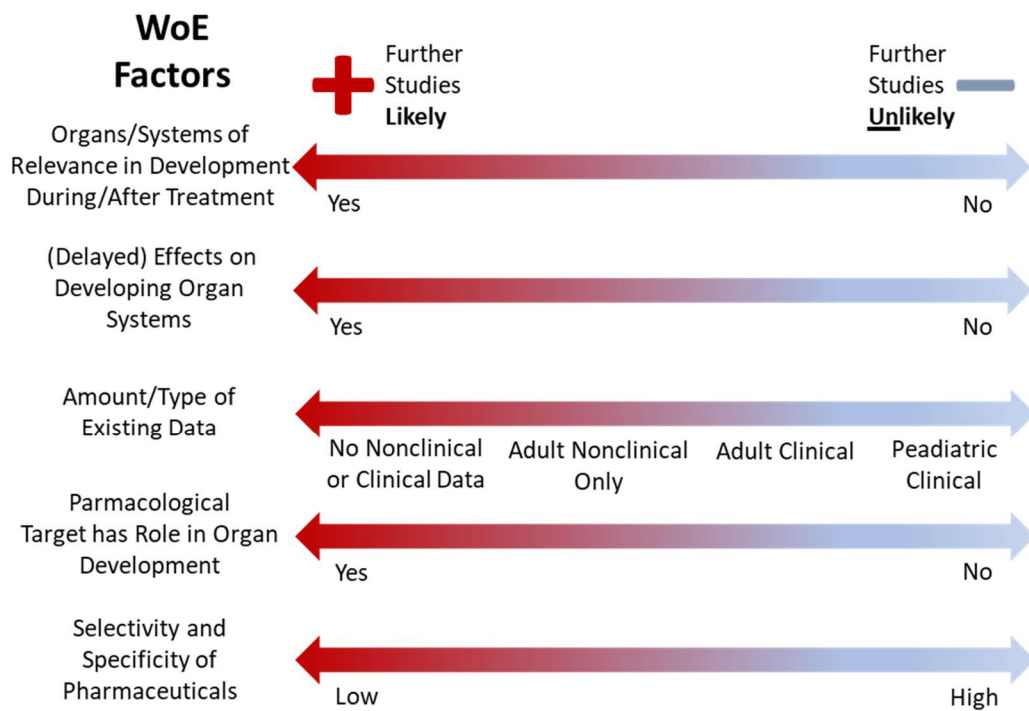 WoE
Factors
Further
Studies
Likely
Further
Studies
Unlikely
Organs/Systems of
Relevance in Development
During/After Treatment
Yes
No
(Delayed) Effects on
Developing Organ
Systems
Yes
No
Amount/Type of
Existing Data
No Nonclinical
or Clinical Data
Adult Nonclinical
Only
Adult Clinical
Peadiatric
Clinical
Parmacological
Target has Role in Organ
Development
Yes
No
Selectivity and
Specificity of
Pharmaceuticals
Low
High